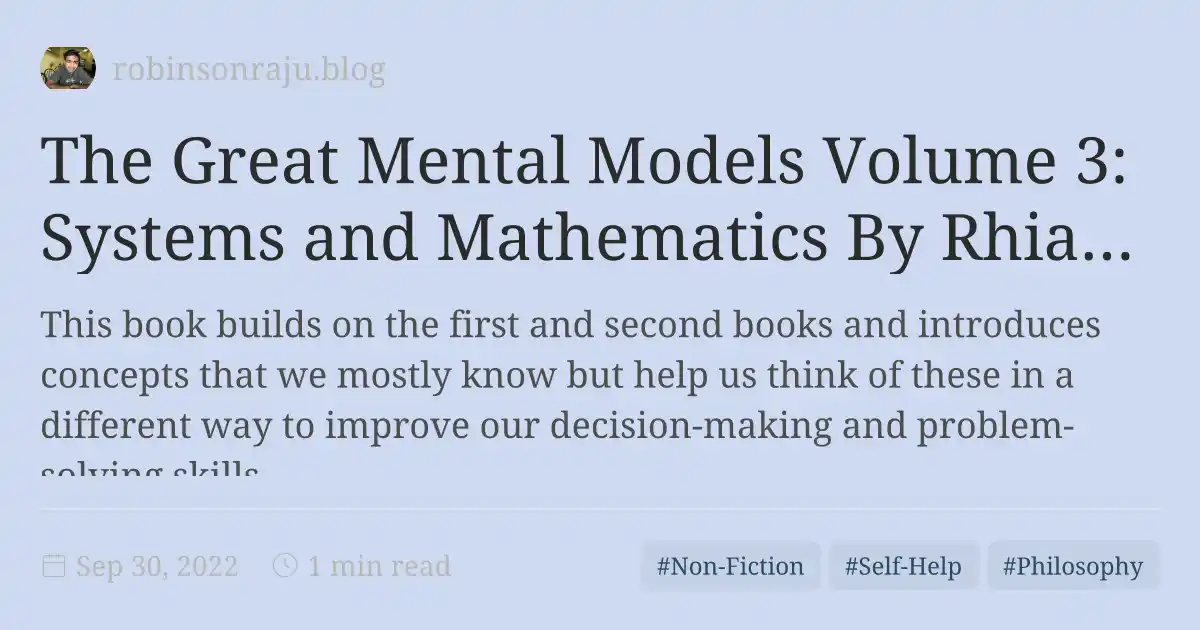 robinsonraju.blog
The Great Mental Models Volume 3:
Systems and Mathematics By Rhia...
This book builds on the first and second books and introduces
concepts that we mostly know but help us think of these in a
different way to improve our decision-making and problem-
solving skills
Sep 30, 2022 1 min read
#Non-Fiction #Self-Help #Philosophy